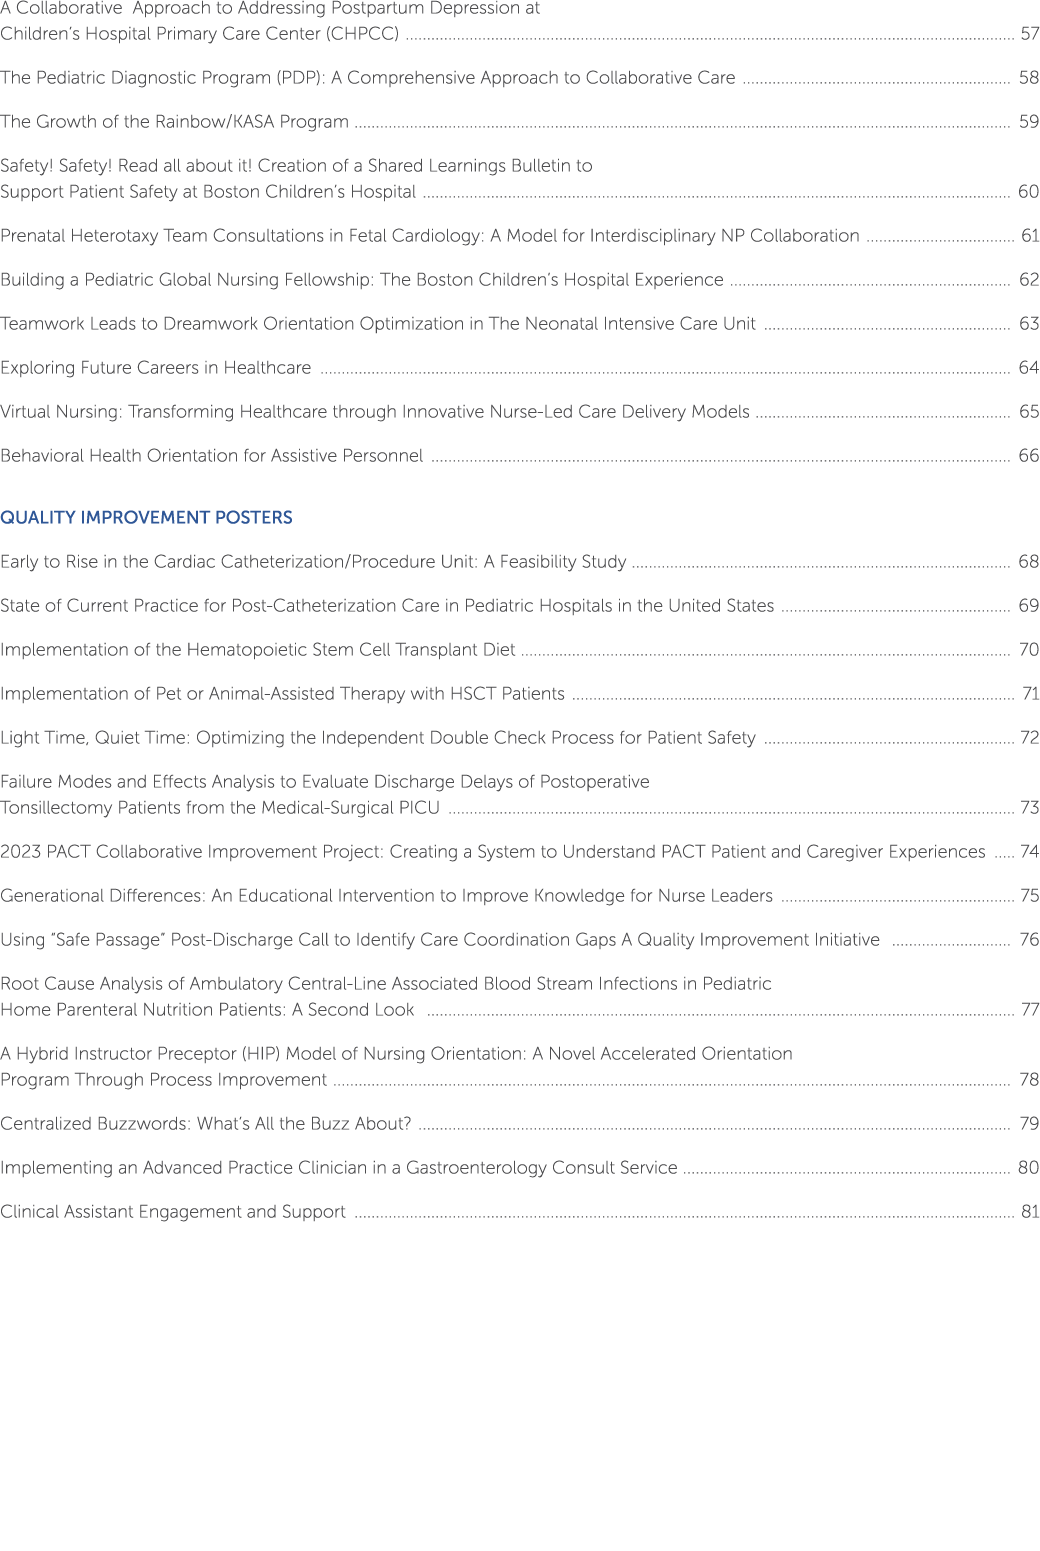 A Collaborative  Approach to Addressing Postpartum Depression at
Children’s Hospital Primary Care Center (CHPCC) ........................ 57
The Pediatric Diagnostic Program (PDP): A Comprehensive Approach to Collaborative Care ........................ 58
The Growth of the Rainbow/KASA Program ........................ 59
Safety! Safety! Read all about it! Creation of a Shared Learnings Bulletin to
Support Patient Safety at Boston Children’s Hospital ........................ 60
Prenatal Heterotaxy Team Consultations in Fetal Cardiology: A Model for Interdisciplinary NP Collaboration ........................ 61
Building a Pediatric Global Nursing Fellowship: The Boston Children’s Hospital Experience ........................ 62
Teamwork Leads to Dreamwork Orientation Optimization in The Neonatal Intensive Care Unit ........................ 63
Exploring Future Careers in Healthcare ........................ 64
Virtual Nursing: Transforming Healthcare through Innovative Nurse-Led Care Delivery Models ........................ 65
Behavioral Health Orientation for Assistive Personnel ........................ 66
QUALITY IMPROVEMENT POSTERS
Early to Rise in the Cardiac Catheterization/Procedure Unit: A Feasibility Study ........................ 68
State of Current Practice for Post-Catheterization Care in Pediatric Hospitals in the United States ........................ 69
Implementation of the Hematopoietic Stem Cell Transplant Diet ........................ 70
Implementation of Pet or Animal-Assisted Therapy with HSCT Patients ........................ 71
Light Time, Quiet Time: Optimizing the Independent Double Check Process for Patient Safety ........................ 72
Failure Modes and Effects Analysis to Evaluate Discharge Delays of Postoperative
Tonsillectomy Patients from the Medical-Surgical PICU ........................ 73
2023 PACT Collaborative Improvement Project: Creating a System to Understand PACT Patient and Caregiver Experiences ..... 74
Generational Differences: An Educational Intervention to Improve Knowledge for Nurse Leaders ........................ 75
Using “Safe Passage” Post-Discharge Call to Identify Care Coordination Gaps A Quality Improvement Initiative ........................ 76
Root Cause Analysis of Ambulatory Central-Line Associated Blood Stream Infections in Pediatric
Home Parenteral Nutrition Patients: A Second Look ........................ 77
A Hybrid Instructor Preceptor (HIP) Model of Nursing Orientation: A Novel Accelerated Orientation
Program Through Process Improvement ........................ 78
Centralized Buzzwords: What’s All the Buzz About? ........................ 79
Implementing an Advanced Practice Clinician in a Gastroenterology Consult Service ........................ 80
Clinical Assistant Engagement and Support ........................ 81